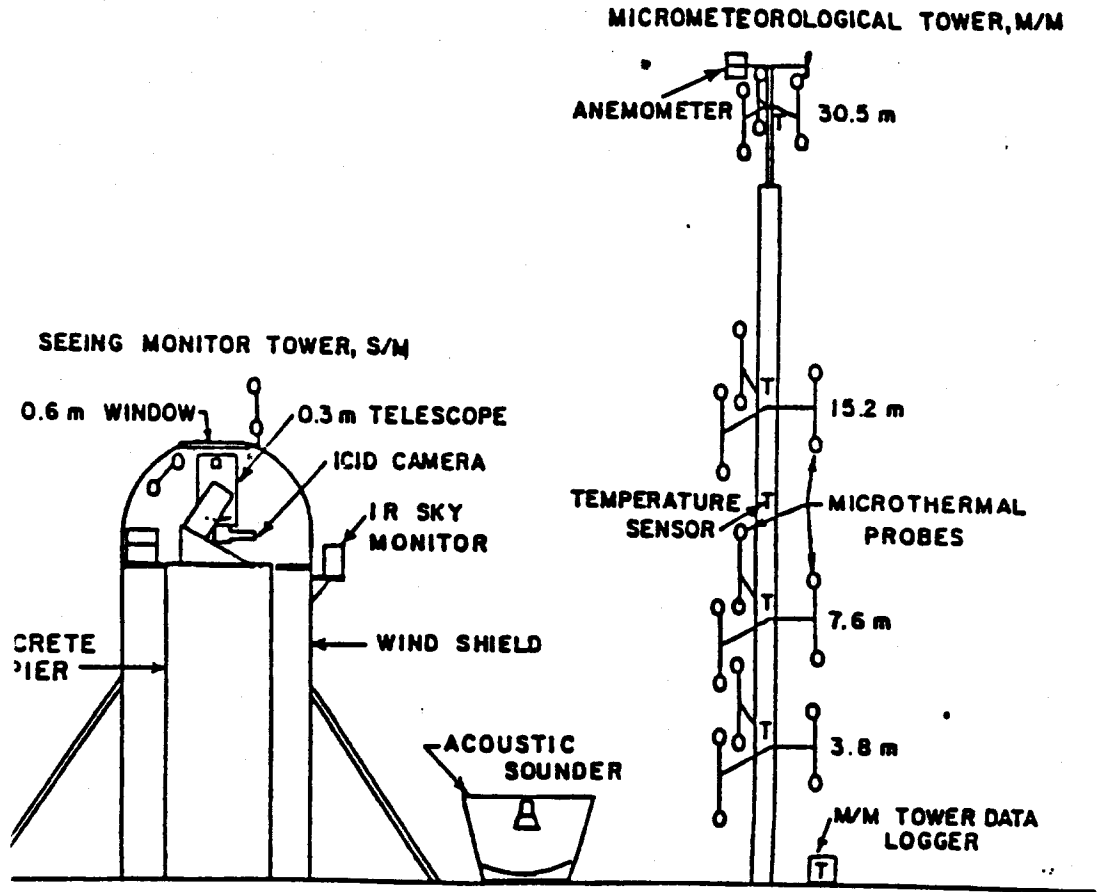 MICROMETEOROLOGICAL TOWER, M/M
ANEMOMETER
30.5 m
T
SEEING MONITOR TOWER, S/M
0.6 m WINDOW
0.3 m TELESCOPE
ICID CAMERA
IR SKY
MONITOR
T
15.2 m
TEMPERATURE
SENSOR
T
MICROTHERMAL
PROBES
T
7.6 m
CRETE
PIER
WIND SHIELD
T
3.8 m
ACOUSTIC
SOUNDER
M/M TOWER DATA
LOGGER
T